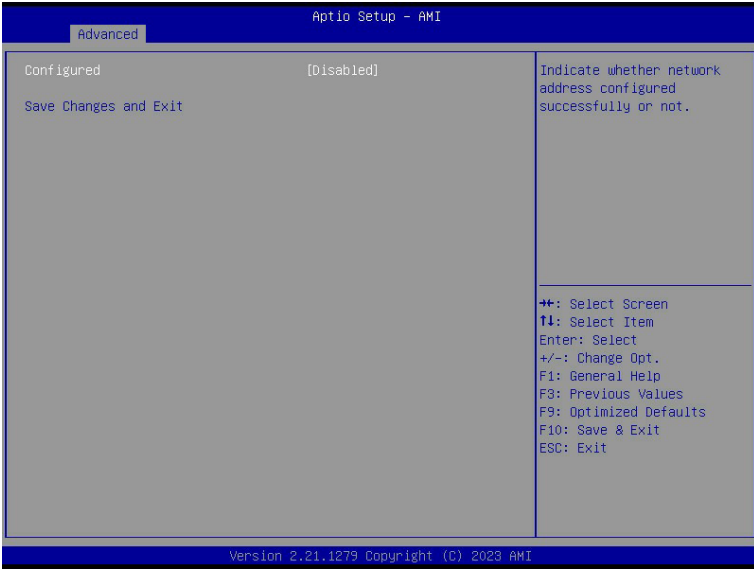 Aptio Setup – AMI
Advanced
Configured [Disabled]
Save Changes and Exit
Indicate whether network
address configured
successfully or not.
→←: Select Screen
↑↓: Select Item
Enter: Select
+/-: Change Opt.
F1: General Help
F3: Previous Values
F9: Optimized Defaults
F10: Save & Exit
ESC: Exit
Version 2.21.1279 Copyright (C) 2023 AMI